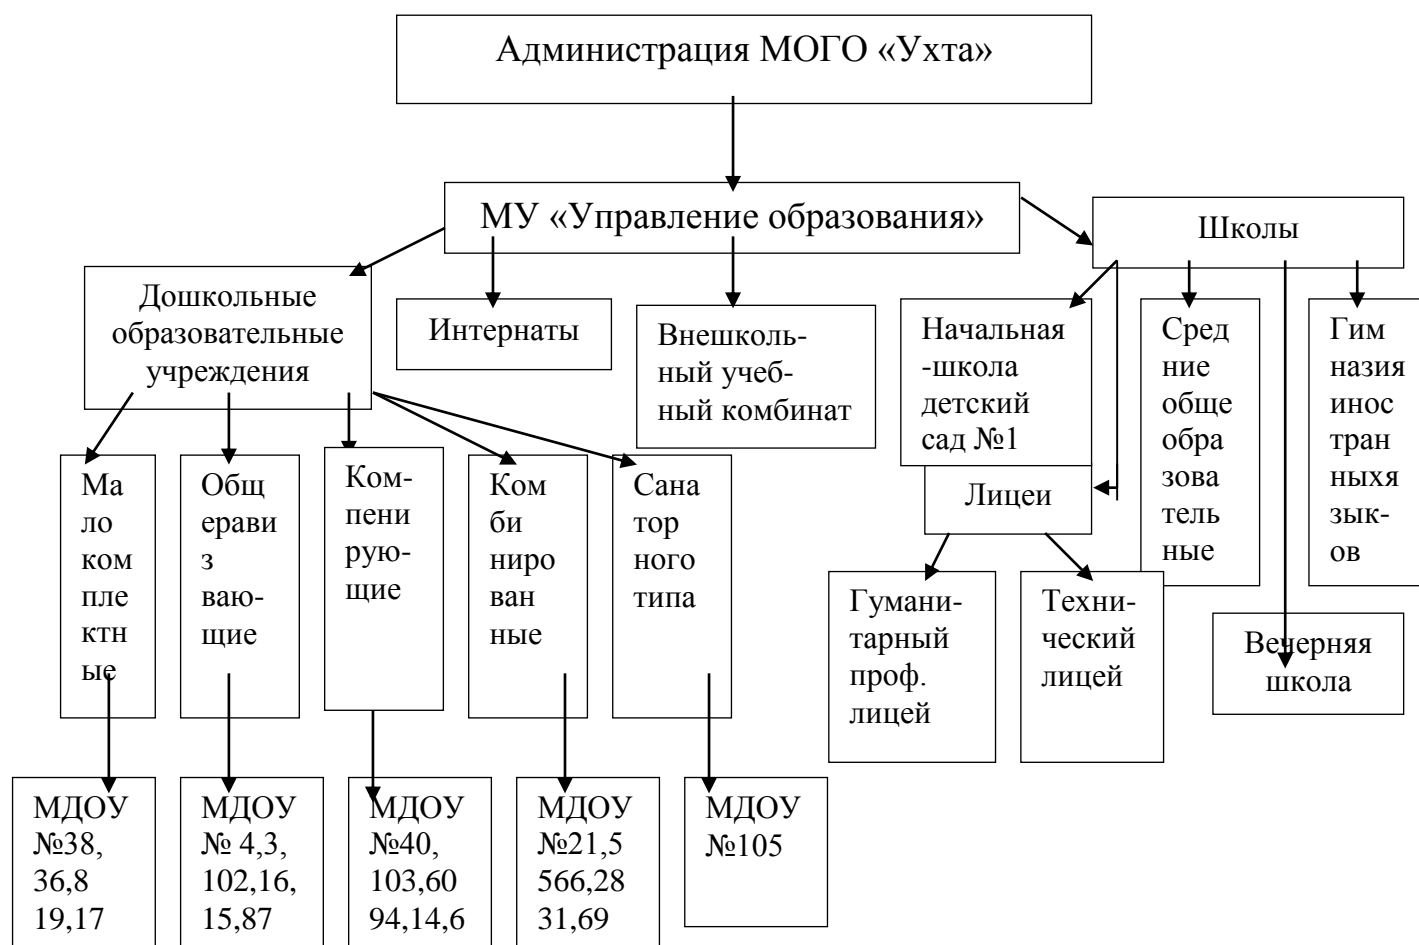 Администрация МОГО «Ухта»
МУ «Управление образования»
Школы
Дошкольные
образовательные
учреждения
Интернаты
Внешколь-
ный учеб-
ный комбинат
Начальная
-школа
детский
сад №1
Сред
ние
обще
обра
зова
тель
ные
Гим
назия
инос
тран
ныхя
зык-
ов
Лицеи
Ма
ло
ком
пле
ктн
ые
Общ
ерави
з
ваю-
щие
Ком-
пени
рую-
щие
Ком
би
ниро
ван
ные
Сана
тор
ного
типа
Гумани-
тарный
проф.
лицей
Техни-
ческий
лицей
Вечерняя
школа
МДОУ
№38,
36,8
19,17
МДОУ
№ 4,3,
102,16,
15,87
МДОУ
№40,
103,60
94,14,6
МДОУ
№21,5
566,28
31,69
МДОУ
№105